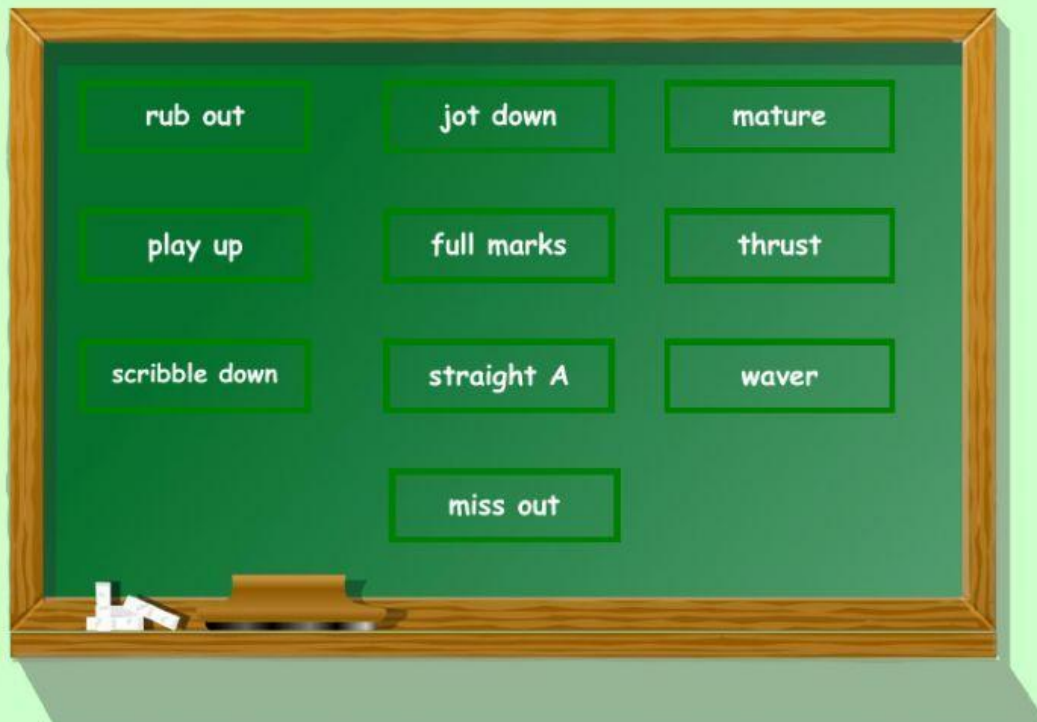 rub out
jot down
mature
play up
full marks
thrust
scribble down
straight A
waver
miss out